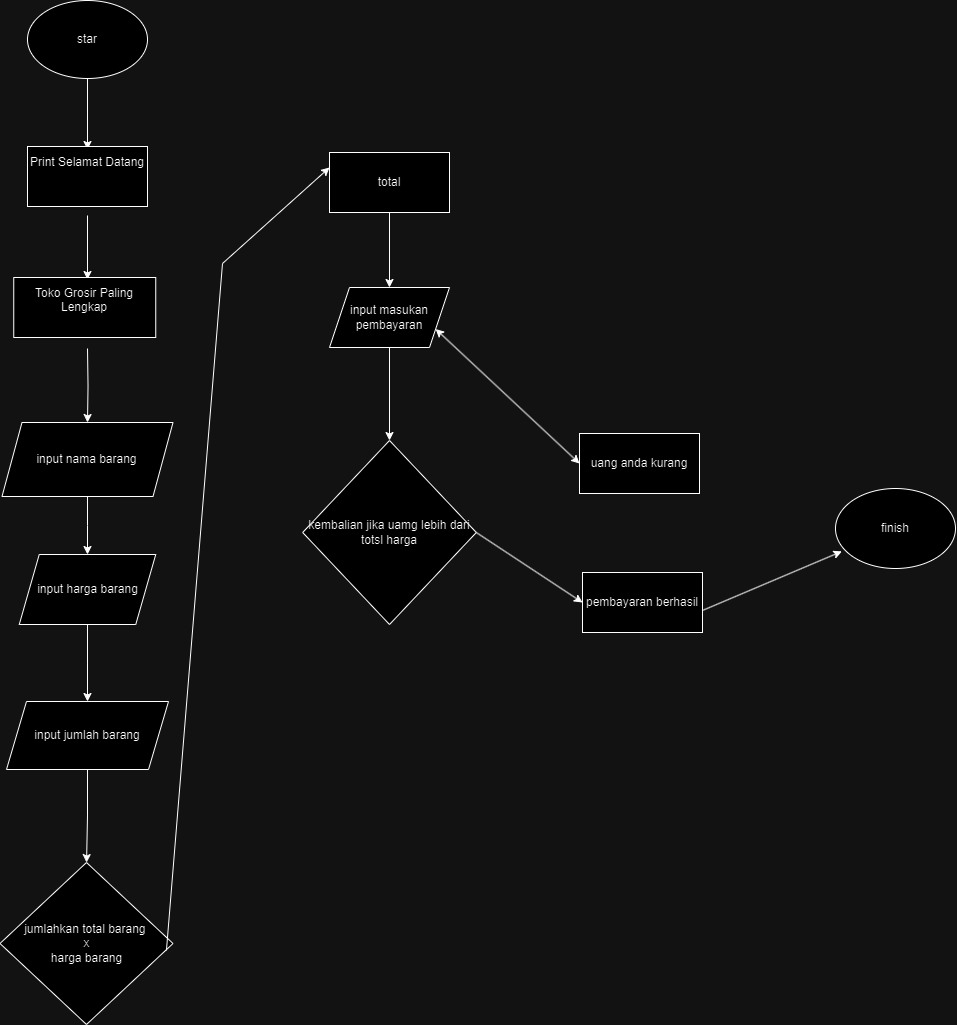 star
Print Selamat Datang
Toko Grosir Paling
Lengkap
input nama barang
input harga barang
input jumlah barang
jumlahkan total barang
x
harga barang
total
input masukan
pembayaran
kembalian jika uamg lebih dari
totsl harga
uang anda kurang
pembayaran berhasil
finish